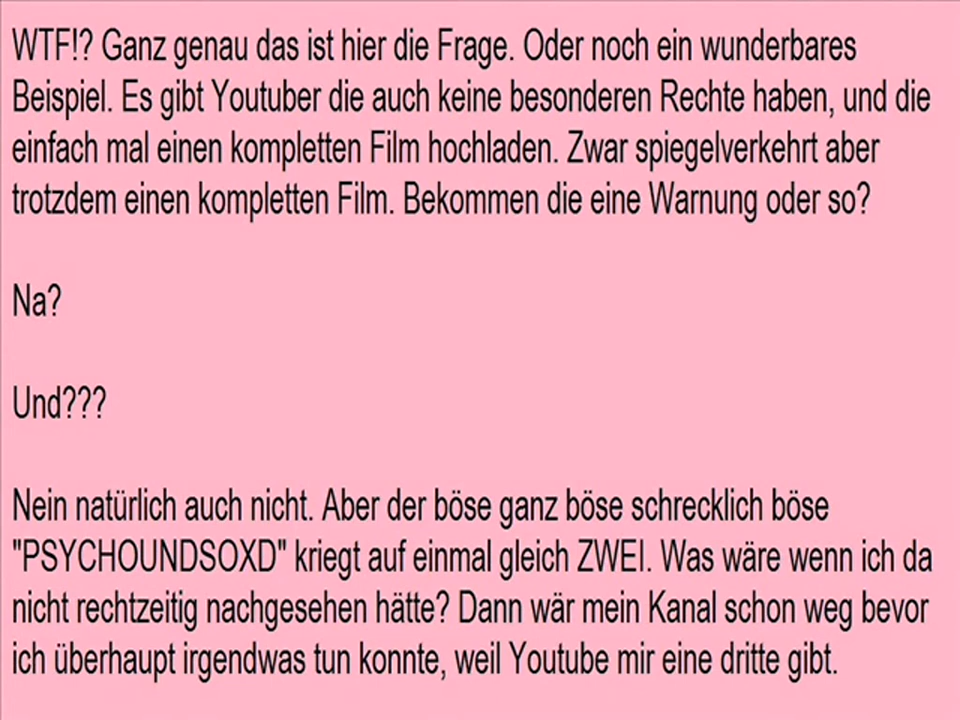 WTF!? Ganz genau das ist hier die Frage. Oder noch ein wunderbares
Beispiel. Es gibt Youtuber die auch keine besonderen Rechte haben, und die
einfach mal einen kompletten Film hochladen. Zwar spiegelverkehrt aber
trotzdem einen kompletten Film. Bekommen die eine Warnung oder so?
Na?
Und???
Nein natürlich auch nicht. Aber der böse ganz böse schrecklich böse
"PSYCHOUNDSOXD" kriegt auf einmal gleich ZWEI. Was wäre wenn ich da
nicht rechtzeitig nachgesehen hätte? Dann wär mein Kanal schon weg bevor
ich überhaupt irgendwas tun konnte, weil Youtube mir eine dritte gibt.